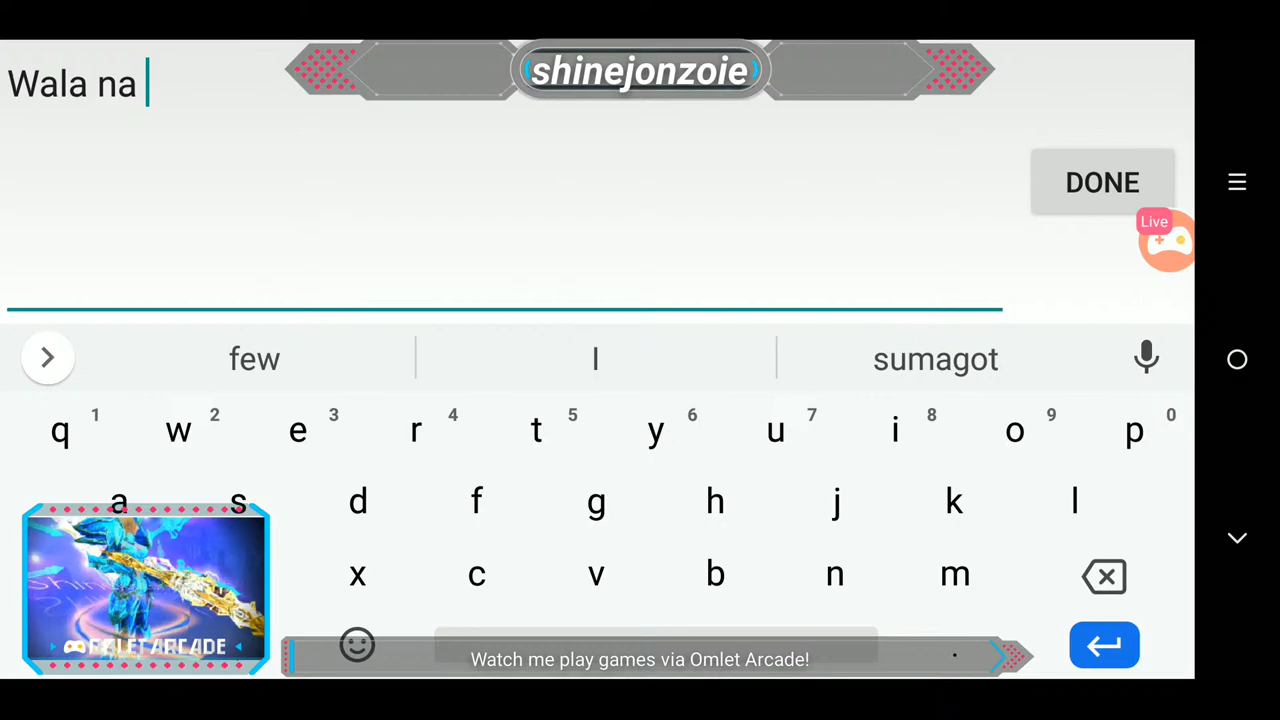 shinejonzoie
Wala na
DONE
Live
few
I
sumagot
q 1 w 2 e 3 r 4 t 5 y 6 u 7 i 8 o 9 p 0
a s d f g h j k l
x c v b n m
ARCADE
Watch me play games via Omlet Arcade!
.